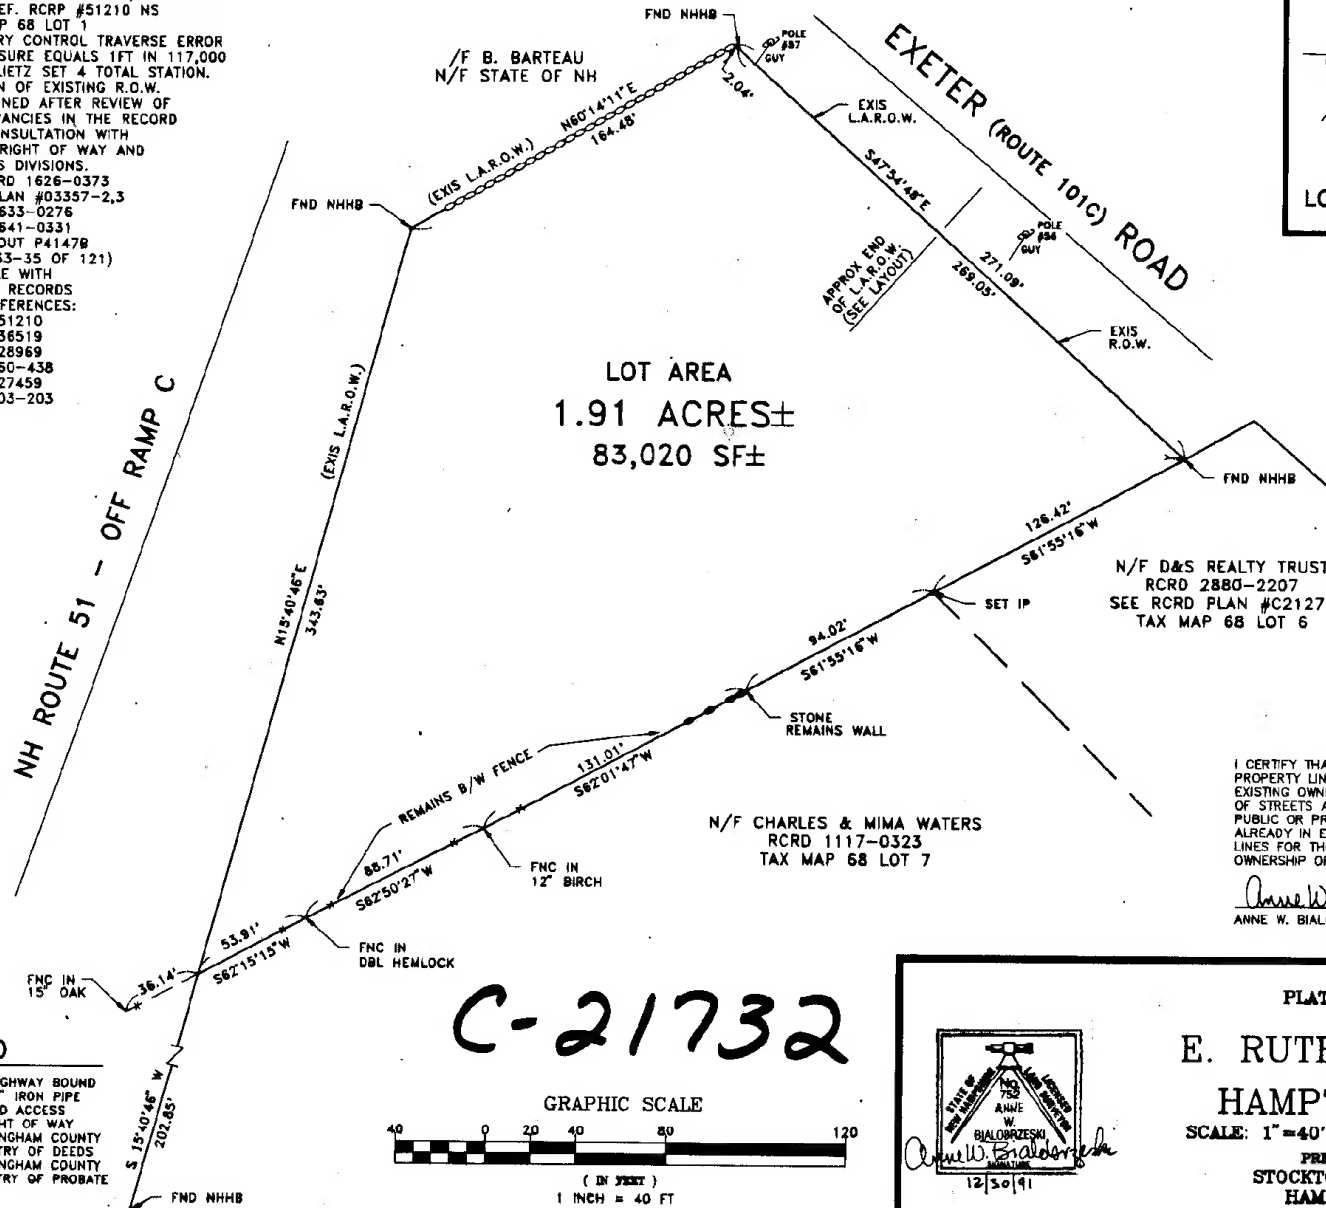 EF. RCRP #51210 NS
P 68 LOT 1
RY CONTROL TRAVERSE ERROR
SURE EQUALS 1FT IN 117,000
LIETZ SET 4 TOTAL STATION.
N OF EXISTING R.O.W.
NED AFTER REVIEW OF
ANCIES IN THE RECORD
NSULTATION WITH
RIGHT OF WAY AND
S DIVISIONS.
RD 1626-0373
LAN #03357-2,3
633-0276
641-0331
OUT P4147B
63-35 OF 121)
LE WITH
RECORDS
FERENCES:
51210
36519
28969
60-438
27459
03-203
FND NHHB
/F B. BARTEAU
N/F STATE OF NH
POLE
#57
GUY
2.04'
EXETER (ROUTE 101C) ROAD
EXIS
L.A.R.O.W.
N60°14'11"E
164.48'
(EXIS L.A.R.O.W.)
FND NHHB
S47°54'48"E
POLE
#56
GUY
APPROX END
OF L.A.R.O.W.
(SEE LAYOUT)
271.09'
269.05'
EXIS
R.O.W.
LO
LOT AREA
1.91 ACRES±
83,020 SF±
(EXIS L.A.R.O.W.)
NH ROUTE 51 - OFF RAMP C
N15°40'46"E
343.63'
FND NHHB
126.42'
S61°55'16"W
N/F D&S REALTY TRUST
RCRD 2880-2207
SEE RCRD PLAN #C2127
TAX MAP 68 LOT 6
SET IP
94.02'
S61°55'16"W
STONE
REMAINS WALL
REMAINS B/W FENCE
131.01'
S62°01'47"W
N/F CHARLES & MIMA WATERS
RCRD 1117-0323
TAX MAP 68 LOT 7
88.71'
S62°50'27"W
FNC IN
12" BIRCH
53.91'
S62°15'15"W
FNC IN
DBL HEMLOCK
FNC IN
15" OAK
36.14'
I CERTIFY THA
PROPERTY LIN
EXISTING OWN
OF STREETS A
PUBLIC OR PR
ALREADY IN E
LINES FOR TH
OWNERSHIP OF
Anne W
ANNE W. BIAL
D
GHWAY BOUND
" IRON PIPE
D ACCESS
HT OF WAY
NGHAM COUNTY
TRY OF DEEDS
NGHAM COUNTY
TRY OF PROBATE
S 15°40'46" W
202.85'
FND NHHB
C-21732
GRAPHIC SCALE
40 0 20 40 80 120
( IN FEET )
1 INCH = 40 FT
STATE OF NEW HAMPSHIRE
LICENSED LAND SURVEYOR
No.
752
ANNE
W.
BIALOBRZESKI
SIGNATURE
Anne W. Bialobrzeski
12/30/91
PLAT
E. RUTH
HAMPT
SCALE: 1"=40'
PRE
STOCKTO
HAM